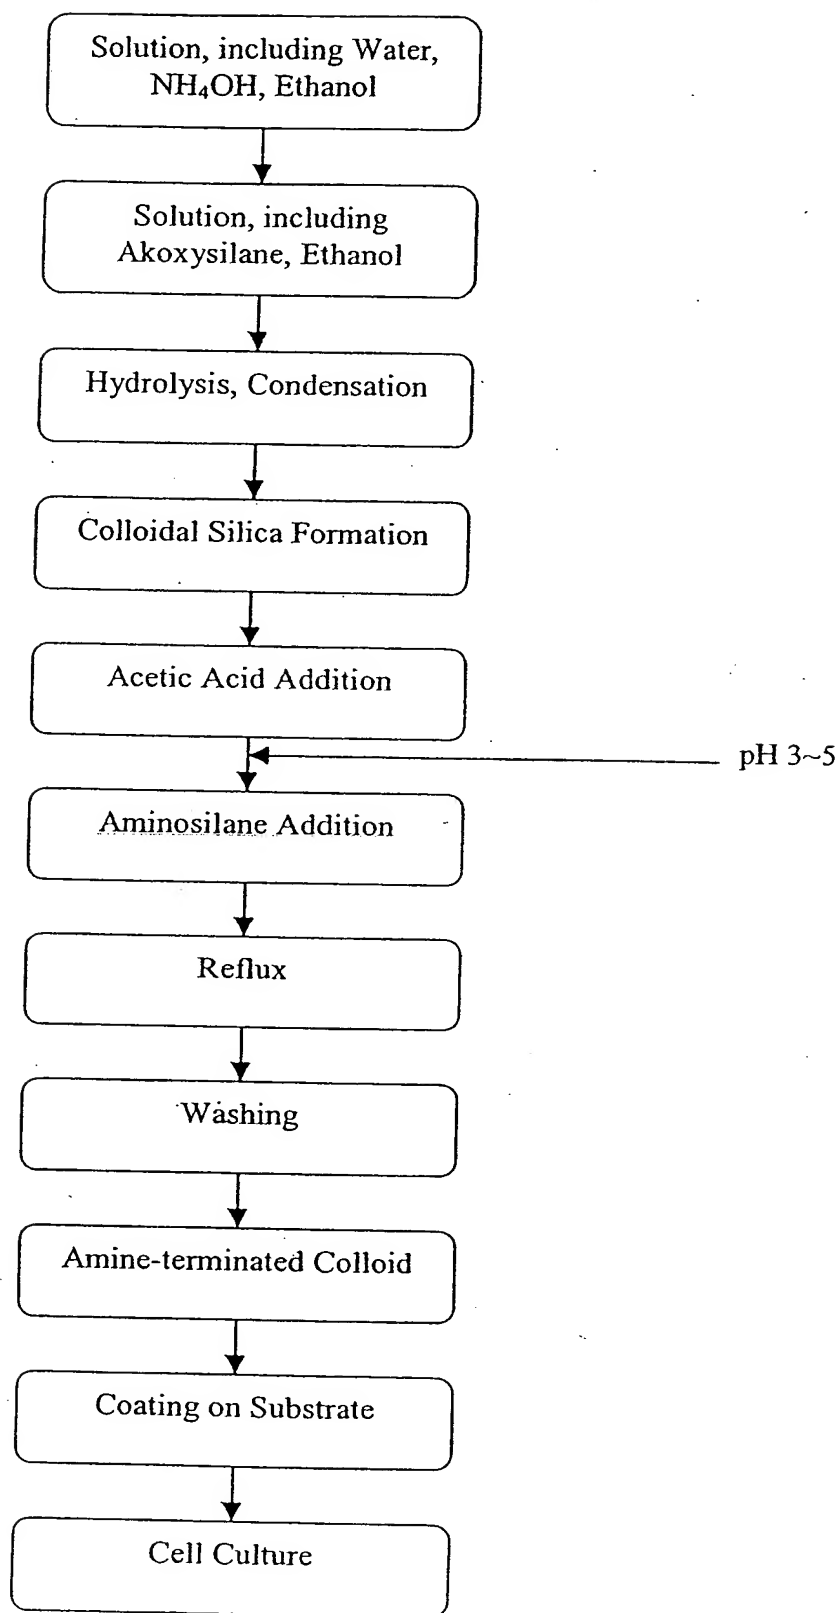 Solution, including Water,
NH₄OH, Ethanol
Solution, including
Akoxysilane, Ethanol
Hydrolysis, Condensation
Colloidal Silica Formation
Acetic Acid Addition
pH 3~5
Aminosilane Addition
Reflux
Washing
Amine-terminated Colloid
Coating on Substrate
Cell Culture